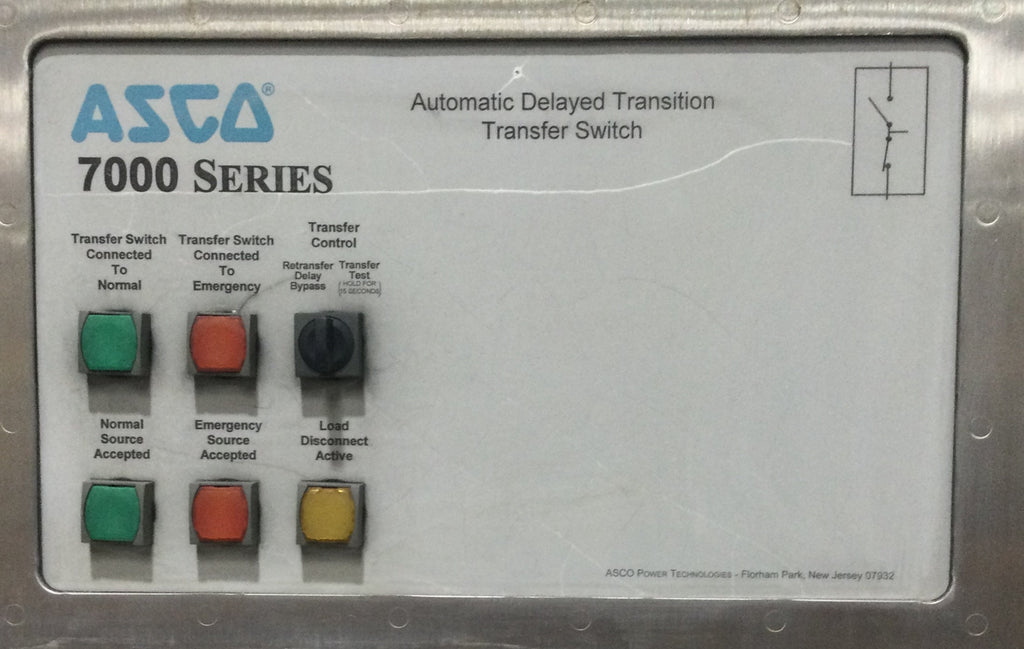 ASCO®
7000 SERIES
Automatic Delayed Transition
Transfer Switch
Transfer Switch
Connected
To
Normal
Transfer Switch
Connected
To
Emergency
Transfer
Control
Retransfer
Delay
Bypass
Transfer
Test
(HOLD FOR
15 SECONDS)
Normal
Source
Accepted
Emergency
Source
Accepted
Load
Disconnect
Active
ASCO POWER TECHNOLOGIES - Florham Park, New Jersey 07932